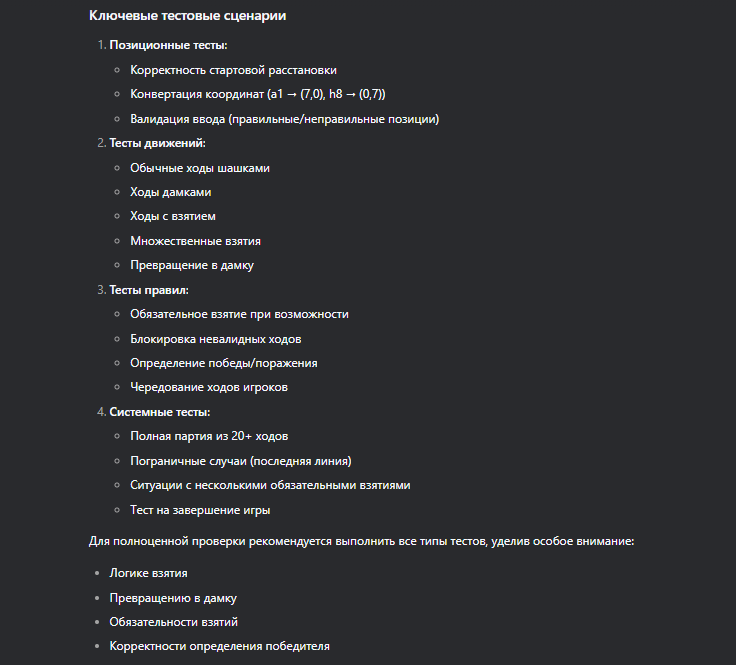 Ключевые тестовые сценарии
1. Позиционные тесты:
◦ Корректность стартовой расстановки
◦ Конвертация координат (a1 → (7,0), h8 → (0,7))
◦ Валидация ввода (правильные/неправильные позиции)
2. Тесты движений:
◦ Обычные ходы шашками
◦ Ходы дамками
◦ Ходы с взятием
◦ Множественные взятия
◦ Превращение в дамку
3. Тесты правил:
◦ Обязательное взятие при возможности
◦ Блокировка невалидных ходов
◦ Определение победы/поражения
◦ Чередование ходов игроков
4. Системные тесты:
◦ Полная партия из 20+ ходов
◦ Пограничные случаи (последняя линия)
◦ Ситуации с несколькими обязательными взятиями
◦ Тест на завершение игры
Для полноценной проверки рекомендуется выполнить все типы тестов, уделив особое внимание:
• Логике взятия
• Превращению в дамку
• Обязательности взятий
• Корректности определения победителя